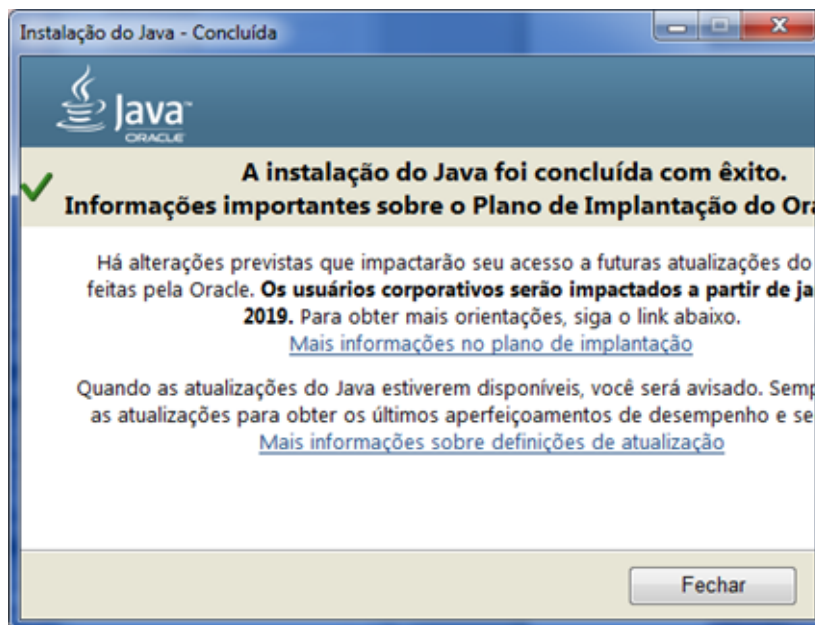 Instalação do Java - Concluída
Java™
ORACLE
A instalação do Java foi concluída com êxito.
Informações importantes sobre o Plano de Implantação do Ora
Há alterações previstas que impactarão seu acesso a futuras atualizações do
feitas pela Oracle. Os usuários corporativos serão impactados a partir de ja
2019. Para obter mais orientações, siga o link abaixo.
Mais informações no plano de implantação
Quando as atualizações do Java estiverem disponíveis, você será avisado. Semp
as atualizações para obter os últimos aperfeiçoamentos de desempenho e se
Mais informações sobre definições de atualização
Fechar